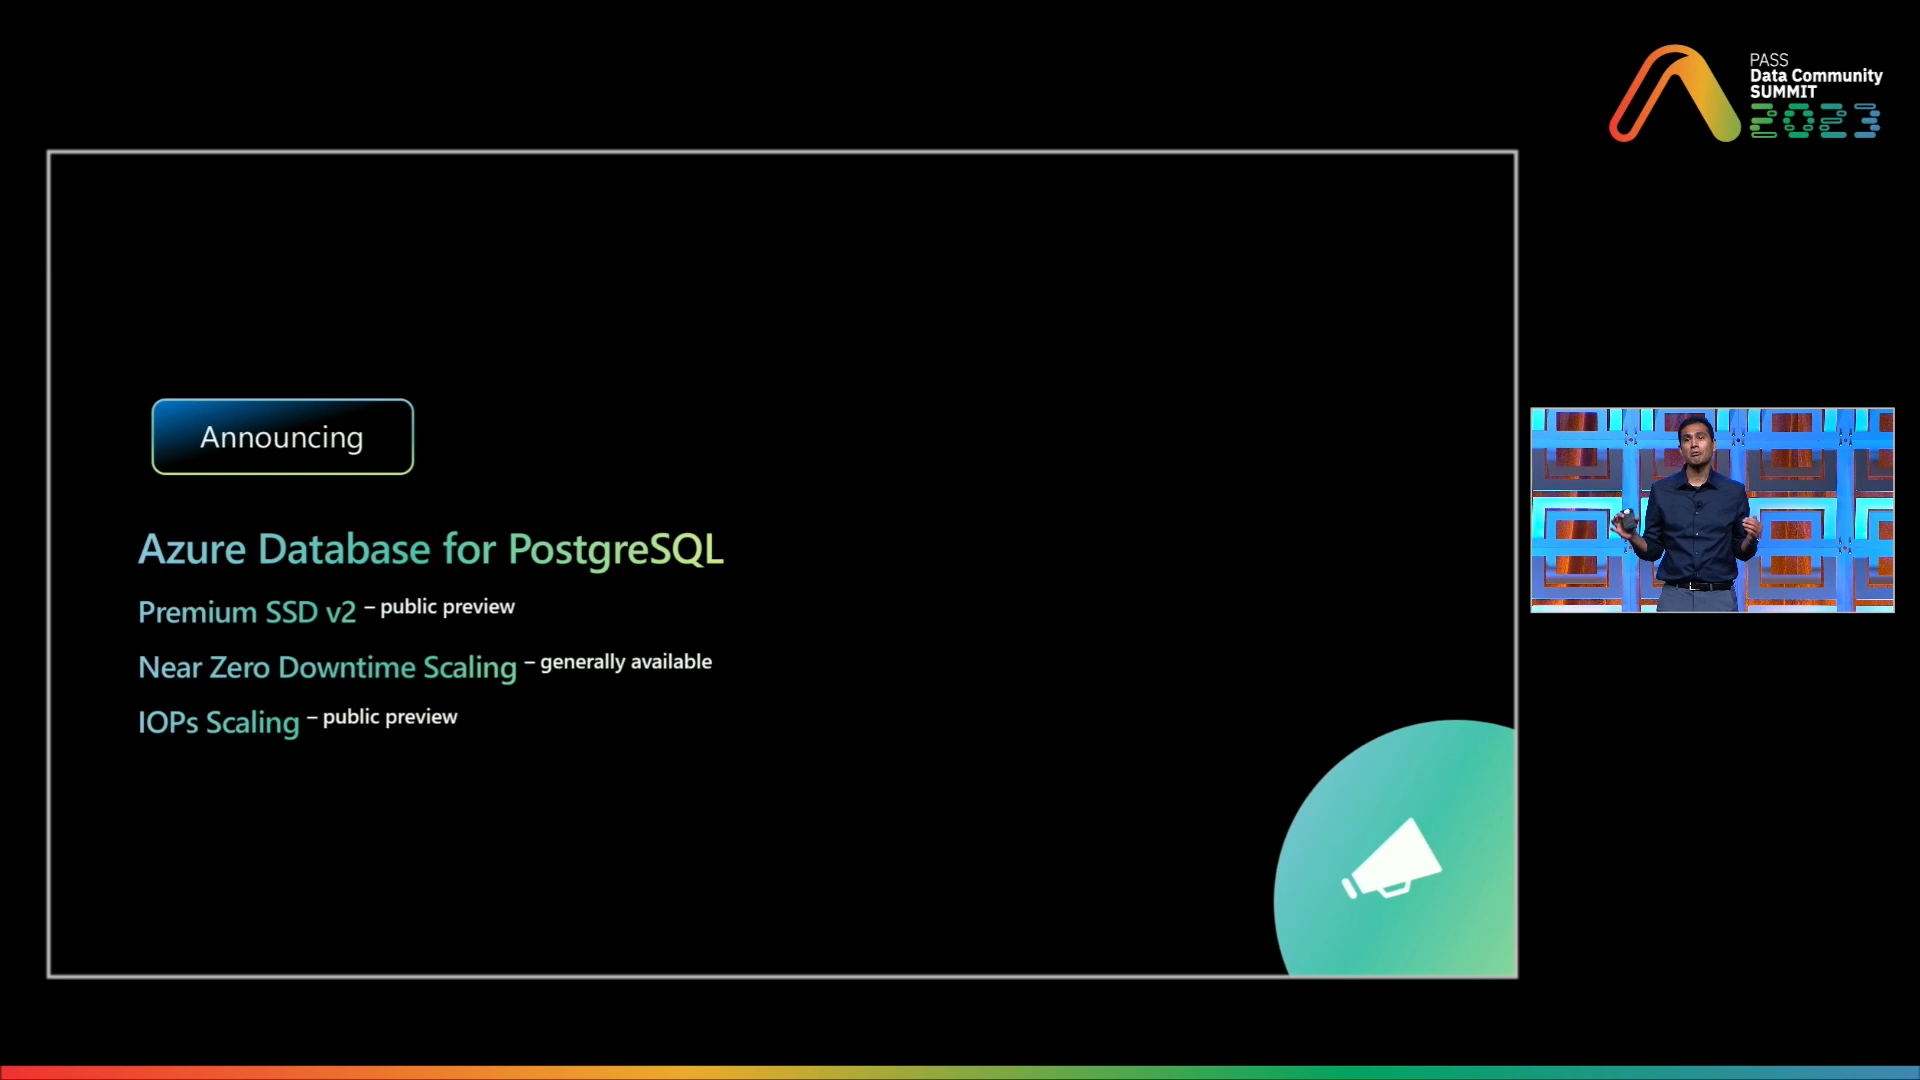 PASS
Data Community
SUMMIT
2023
Announcing
Azure Database for PostgreSQL
Premium SSD v2 – public preview
Near Zero Downtime Scaling – generally available
IOPs Scaling – public preview